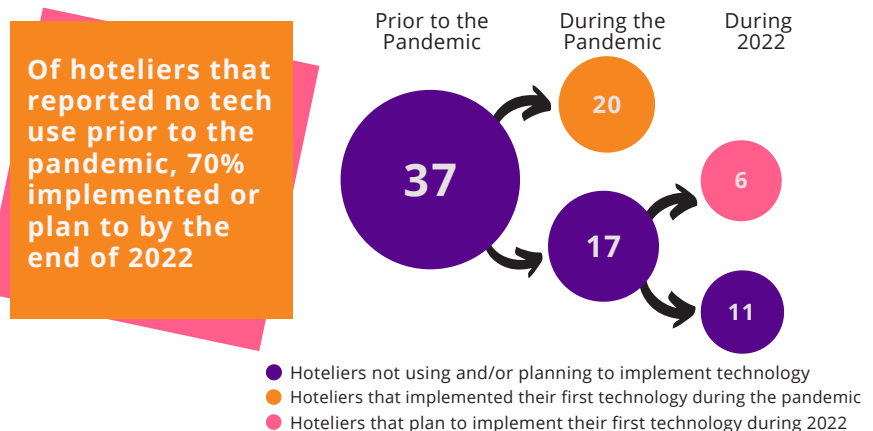 Of hoteliers that
reported no tech
use prior to the
pandemic, 70%
implemented or
plan to by the
end of 2022
Prior to the
Pandemic
During the
Pandemic
During
2022
37
20
17
6
11
Hoteliers not using and/or planning to implement technology
Hoteliers that implemented their first technology during the pandemic
Hoteliers that plan to implement their first technology during 2022